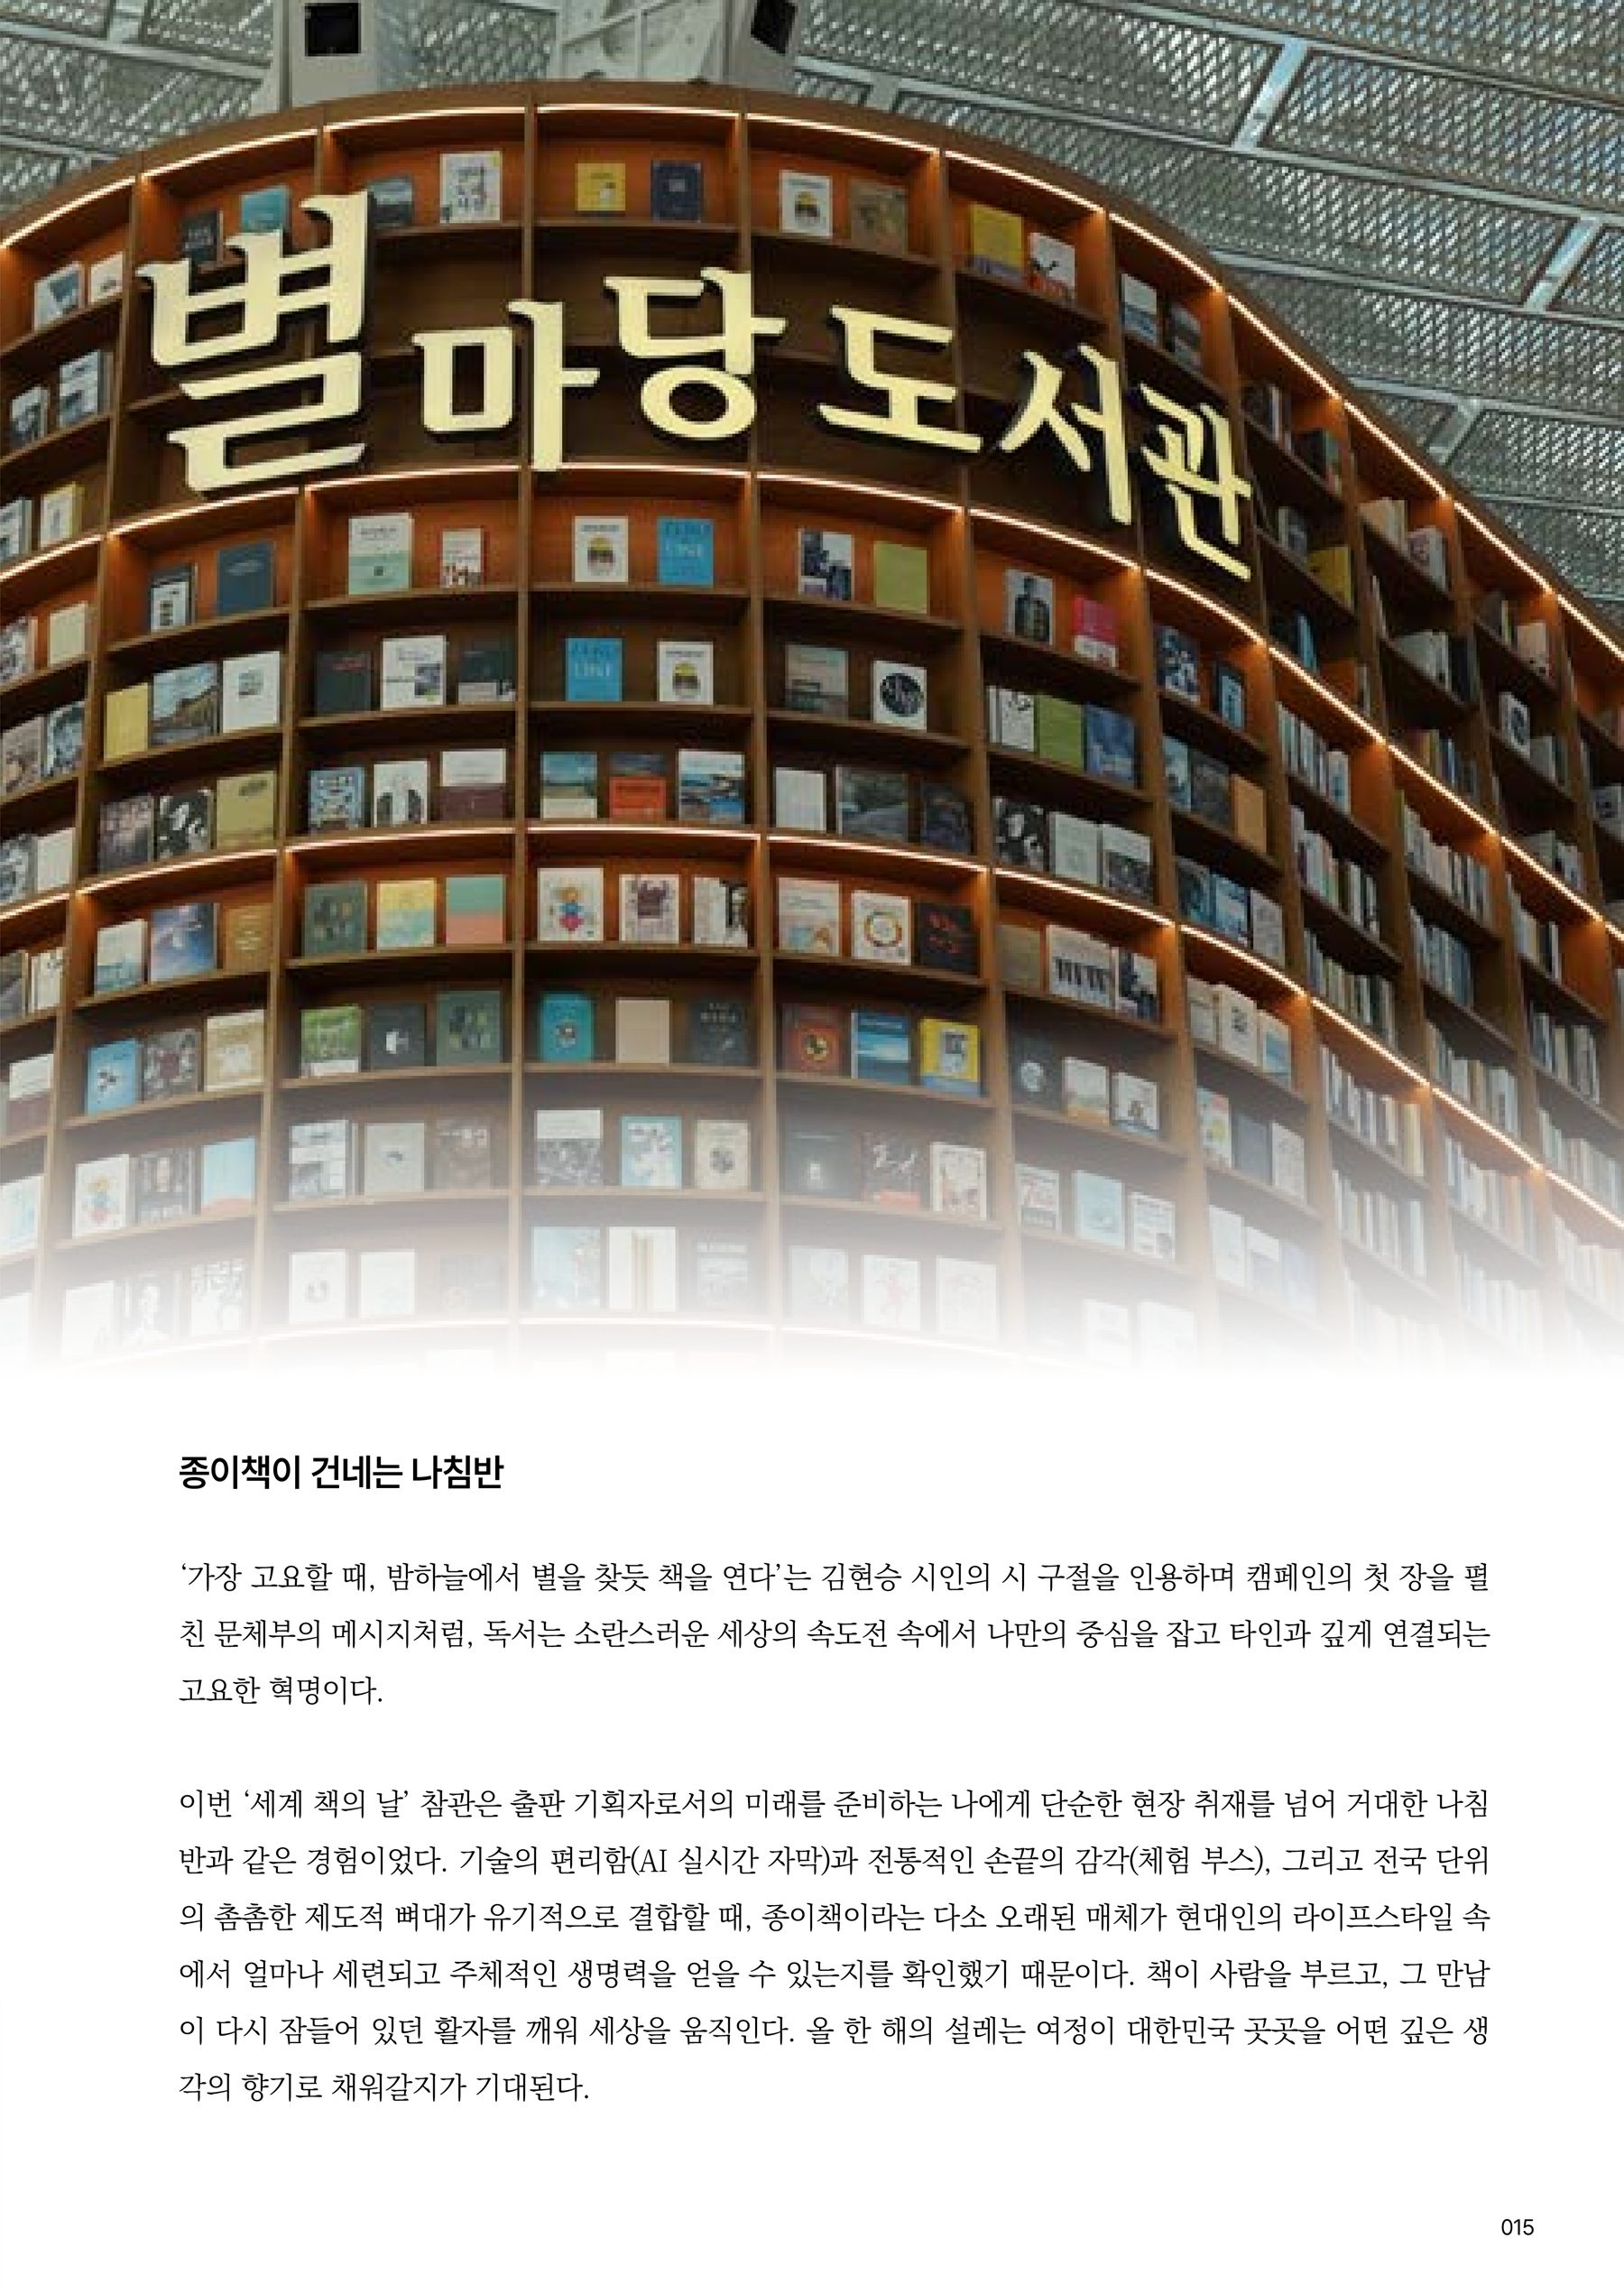 별마당 도서관
종이책이 건네는 나침반
‘가장 고요할 때, 밤하늘에서 별을 찾듯 책을 연다’는 김현승 시인의 시 구절을 인용하며 캠페인의 첫 장을 펼
친 문체부의 메시지처럼, 독서는 소란스러운 세상의 속도전 속에서 나만의 중심을 잡고 타인과 깊게 연결되는
고요한 혁명이다.
이번 ‘세계 책의 날’ 참관은 출판 기획자로서의 미래를 준비하는 나에게 단순한 현장 취재를 넘어 거대한 나침
반과 같은 경험이었다. 기술의 편리함(AI 실시간 자막)과 전통적인 손끝의 감각(체험 부스), 그리고 전국 단위
의 촘촘한 제도적 뼈대가 유기적으로 결합할 때, 종이책이라는 다소 오래된 매체가 현대인의 라이프스타일 속
에서 얼마나 세련되고 주체적인 생명력을 얻을 수 있는지를 확인했기 때문이다. 책이 사람을 부르고, 그 만남
이 다시 잠들어 있던 활자를 깨워 세상을 움직인다. 올 한 해의 설레는 여정이 대한민국 곳곳을 어떤 깊은 생
각의 향기로 채워갈지가 기대된다.
015